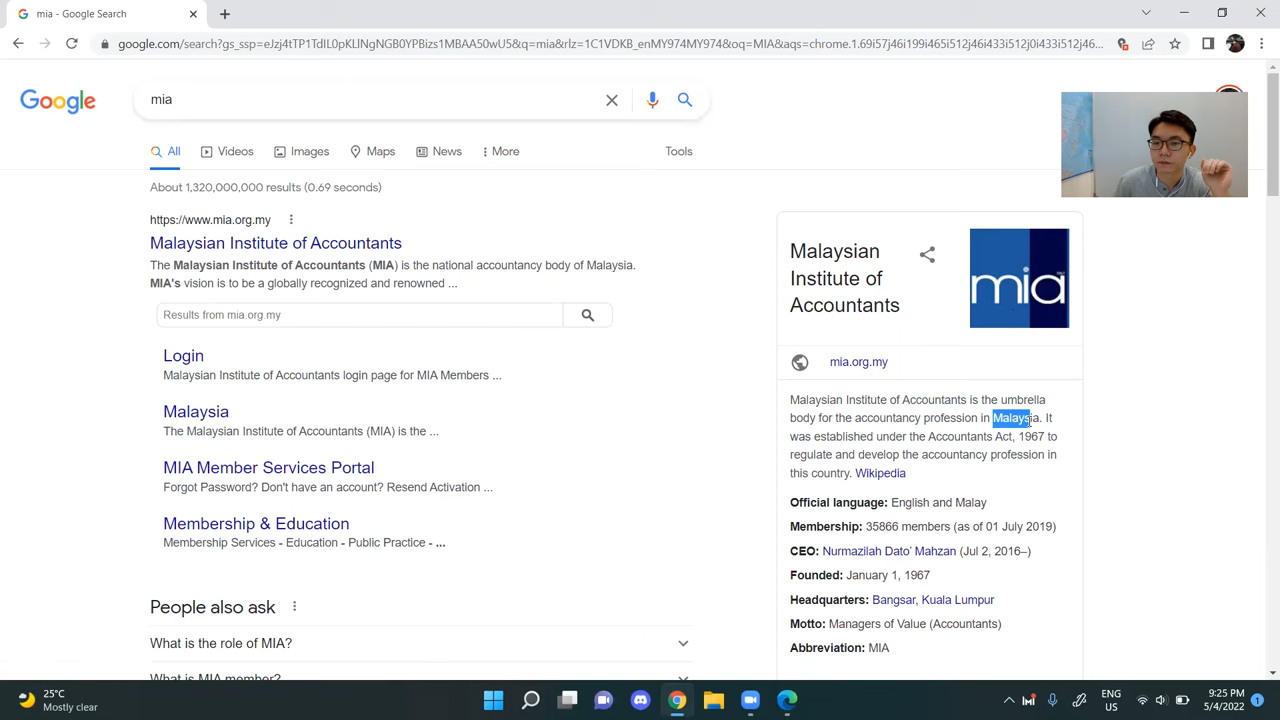 mia - Google Search
google.com/search?gs_ssp=eJzj4tTP1TdIL0pKLlNgNGB0YPBizs1MBAA50wU5&q=mia&rlz=1C1VDKB_enMY974MY974&oq=MIA&aqs=chrome.1.69i57j46i199i465i512j46i433i512j0i433i512j46...
Google
mia
All
Videos
Images
Maps
News
More
Tools
About 1,320,000,000 results (0.69 seconds)
https://www.mia.org.my
Malaysian Institute of Accountants
The Malaysian Institute of Accountants (MIA) is the national accountancy body of Malaysia.
MIA's vision is to be a globally recognized and renowned ...
Results from mia.org.my
Login
Malaysian Institute of Accountants login page for MIA Members ...
Malaysia
The Malaysian Institute of Accountants (MIA) is the ...
MIA Member Services Portal
Forgot Password? Don't have an account? Resend Activation ...
Membership & Education
Membership Services - Education - Public Practice - ...
People also ask
What is the role of MIA?
What is MIA member?
Malaysian
Institute of
Accountants
mia
mia.org.my
Malaysian Institute of Accountants is the umbrella
body for the accountancy profession in Malaysia. It
was established under the Accountants Act, 1967 to
regulate and develop the accountancy profession in
this country. Wikipedia
Official language: English and Malay
Membership: 35866 members (as of 01 July 2019)
CEO: Nurmazilah Dato' Mahzan (Jul 2, 2016–)
Founded: January 1, 1967
Headquarters: Bangsar, Kuala Lumpur
Motto: Managers of Value (Accountants)
Abbreviation: MIA
25°C
Mostly clear
ENG
US
9:25 PM
5/4/2022
1